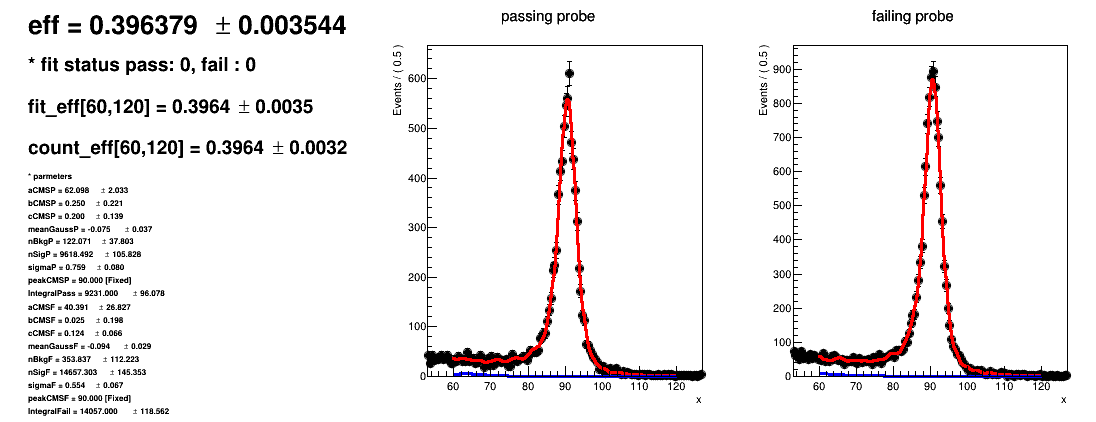 eff = 0.396379 ± 0.003544
* fit status pass: 0, fail : 0
fit_eff[60,120] = 0.3964 ± 0.0035
count_eff[60,120] = 0.3964 ± 0.0032
* parmeters
aCMSP = 62.098 ± 2.033
bCMSP = 0.250 ± 0.221
cCMSP = 0.200 ± 0.139
meanGaussP = -0.075 ± 0.037
nBkgP = 122.071 ± 37.803
nSigP = 9618.492 ± 105.828
sigmaP = 0.759 ± 0.080
peakCMSP = 90.000 [Fixed]
IntegralPass = 9231.000 ± 96.078
aCMSF = 40.391 ± 26.827
bCMSF = 0.025 ± 0.198
cCMSF = 0.124 ± 0.066
meanGaussF = -0.094 ± 0.029
nBkgF = 353.837 ± 112.223
nSigF = 14657.303 ± 145.353
sigmaF = 0.554 ± 0.067
peakCMSF = 90.000 [Fixed]
IntegralFail = 14057.000 ± 118.562
passing probe
Events / ( 0.5 )
600
500
400
300
200
100
0
60 70 80 90 100 110 120
x
failing probe
Events / ( 0.5 )
900
800
700
600
500
400
300
200
100
0
60 70 80 90 100 110 120
x